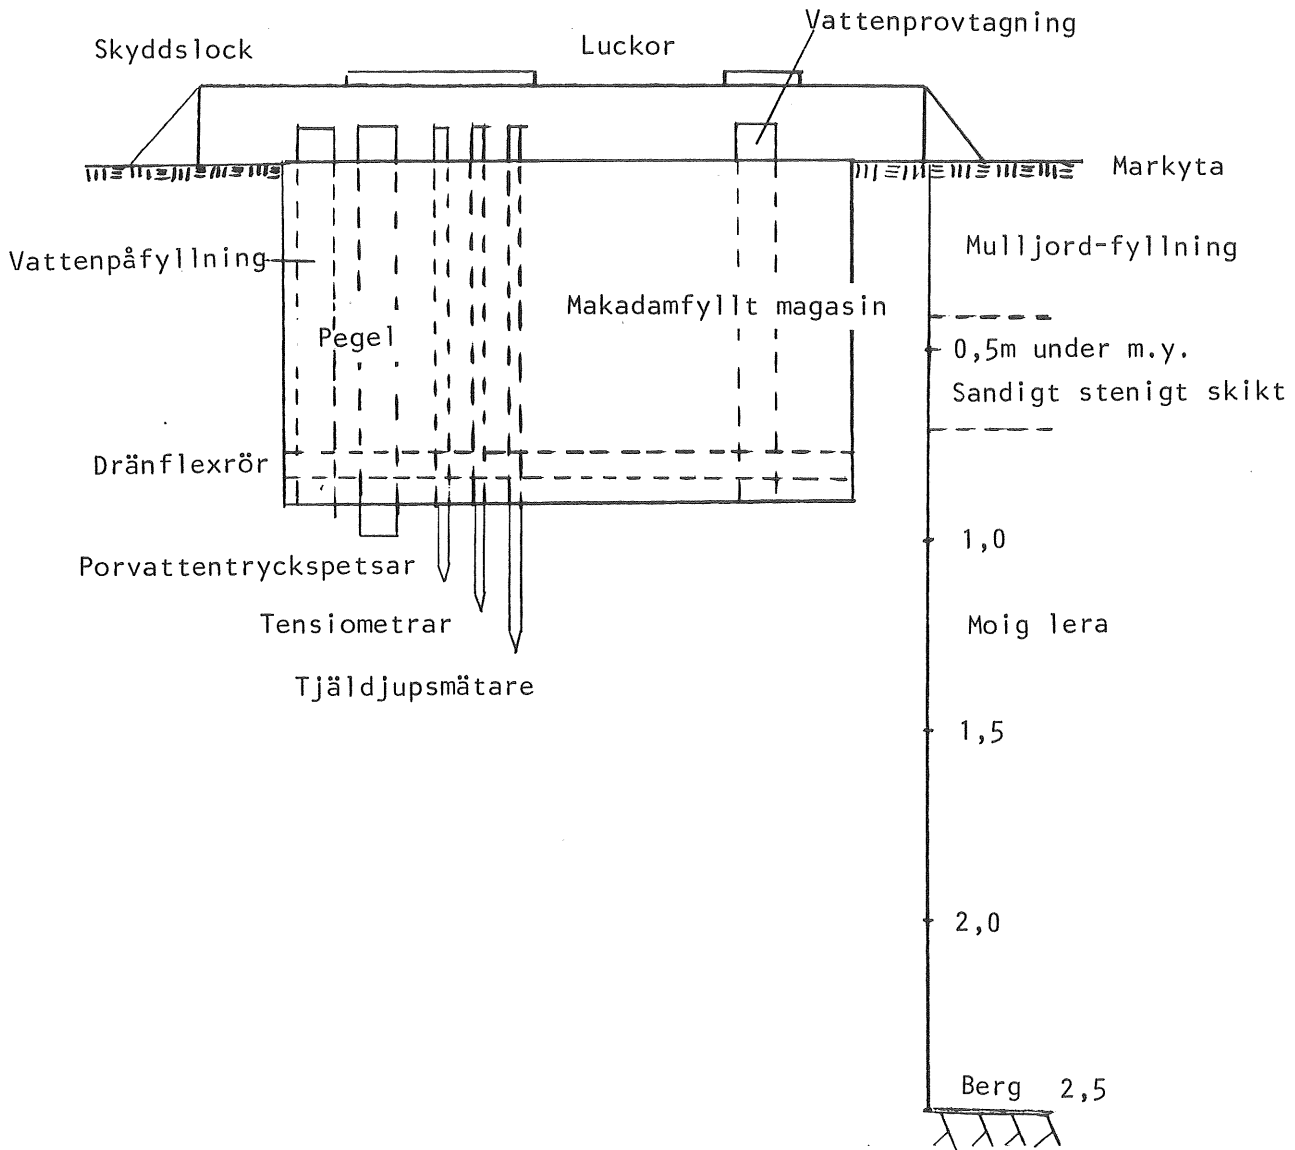 Vattenprovtagning
Skyddslock
Luckor
Markyta
Vattenpåfyllning
Mulljord-fyllning
Makadamfyllt magasin
Pegel
0,5m under m.y.
Sandigt stenigt skikt
Dränflexrör
1,0
Porvattentryckspetsar
Tensiometrar
Moig lera
Tjäldjupsmätare
1,5
2,0
Berg 2,5